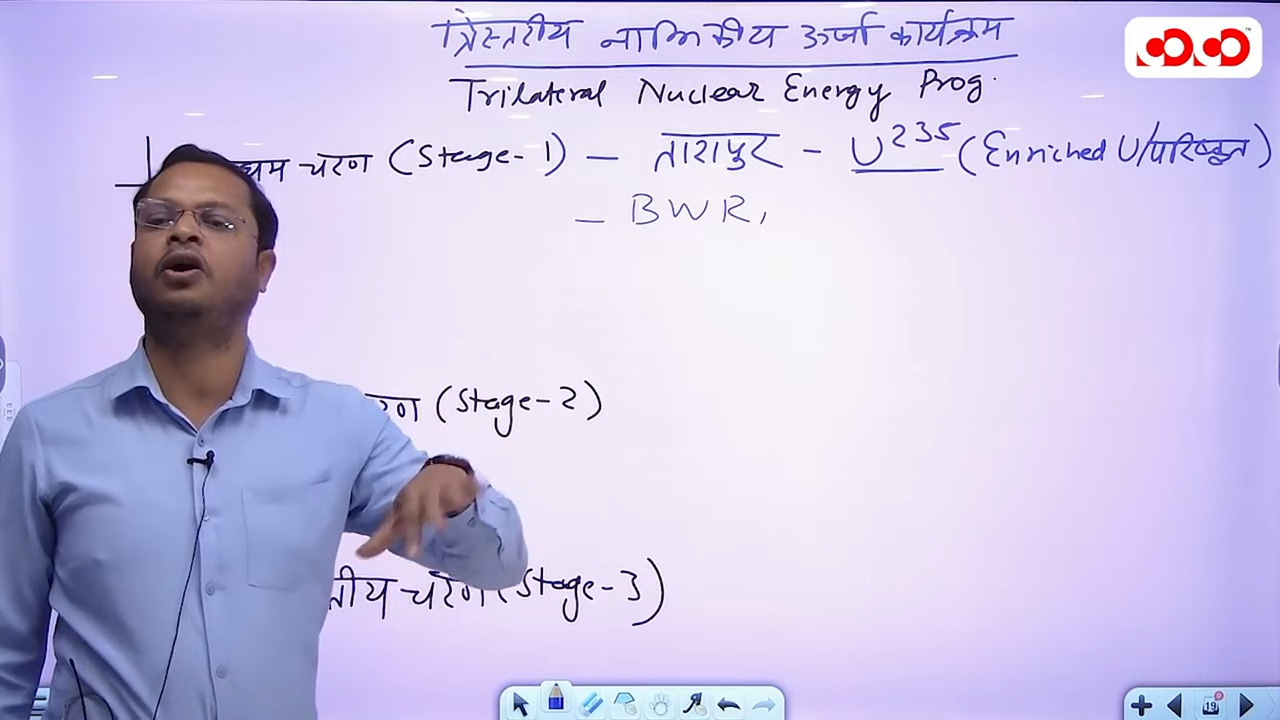 त्रिस्तरीय नाभिकीय ऊर्जा कार्यक्रम
Trilateral Nuclear Energy Prog.
चरण (Stage-1) – तारापुर – U235 (Enriched U/परिष्कृत)
– BWR,
(Stage-2)
चरण (Stage-3)
19